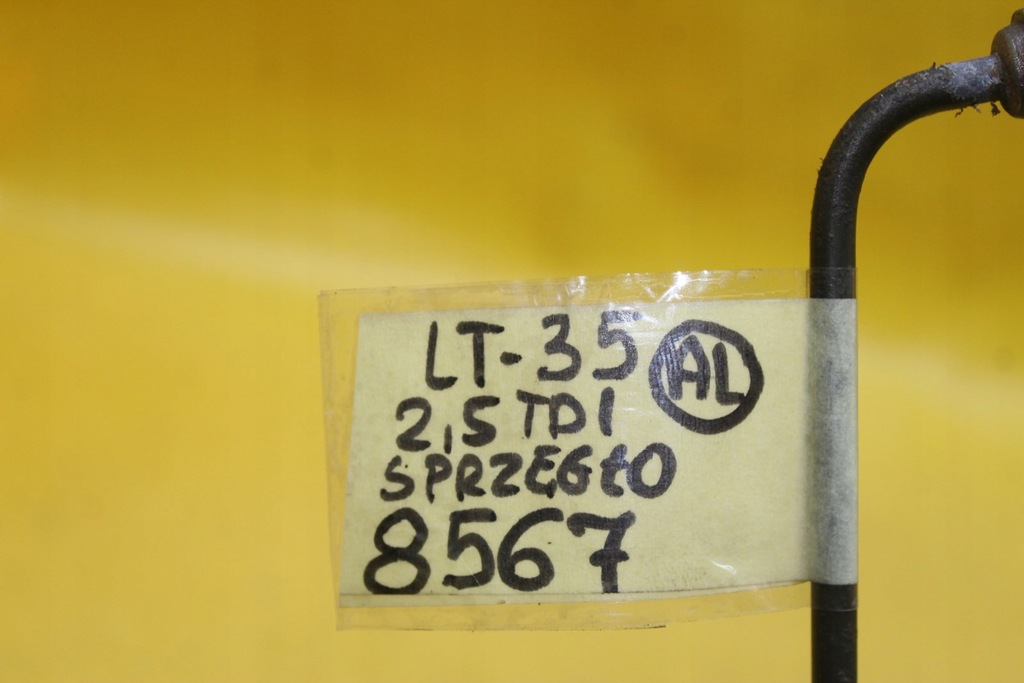 LT-35 AL
2,5 TDI
SPRZĘGŁO
8567